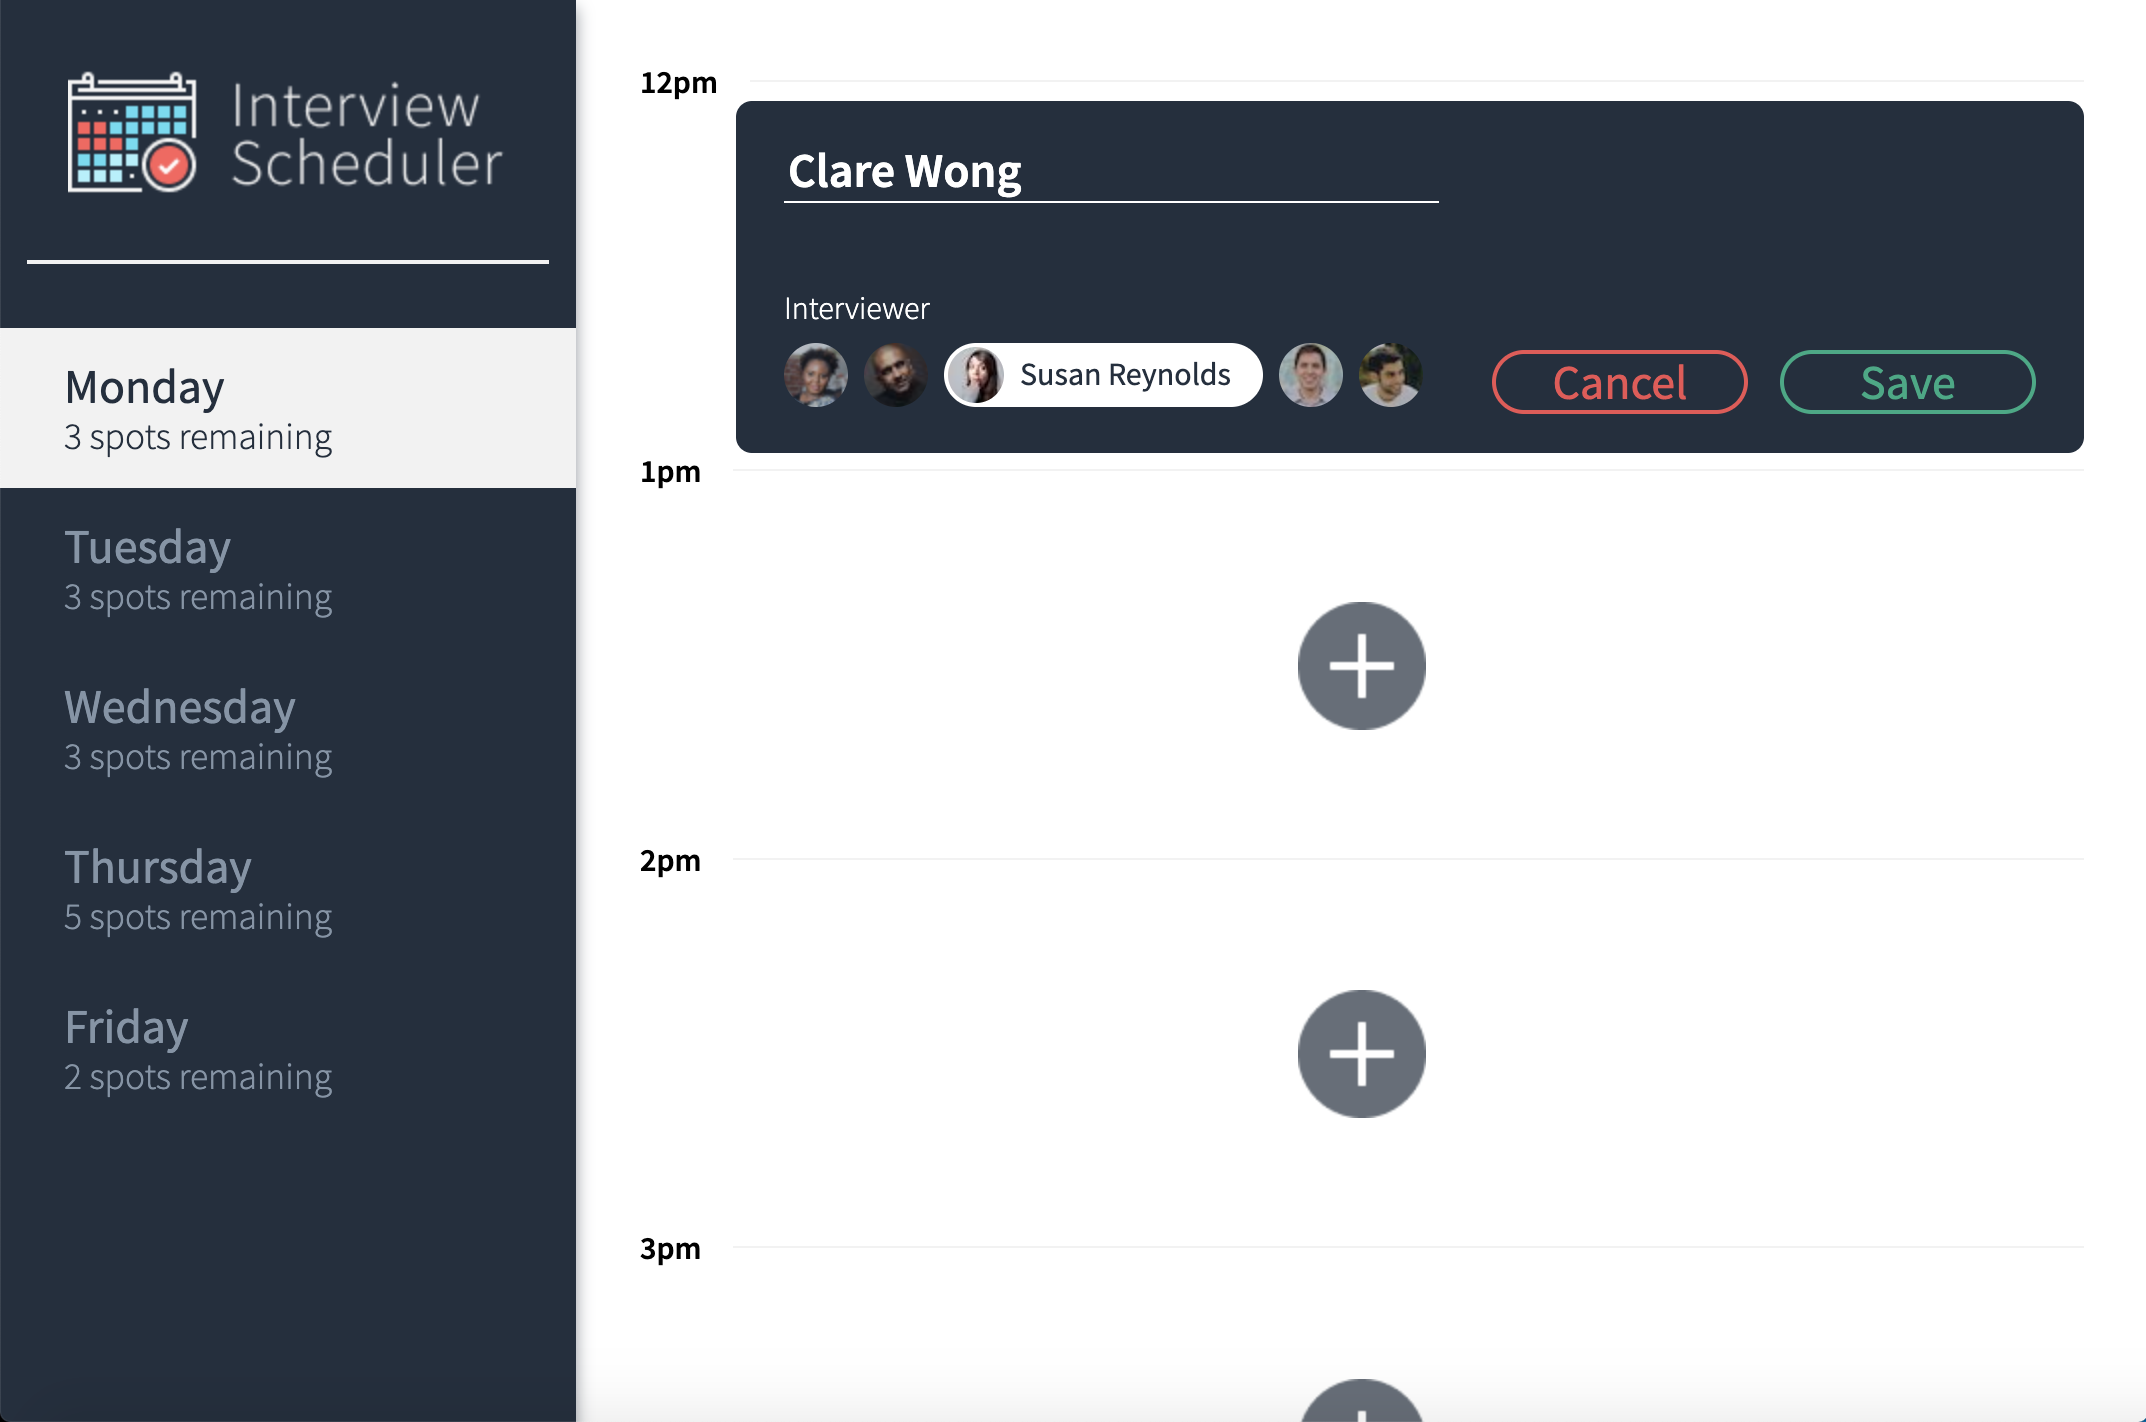 Interview
Scheduler
Monday
3 spots remaining
Tuesday
3 spots remaining
Wednesday
3 spots remaining
Thursday
5 spots remaining
Friday
2 spots remaining
12pm
Clare Wong
Interviewer
Susan Reynolds
Cancel
Save
1pm
2pm
3pm